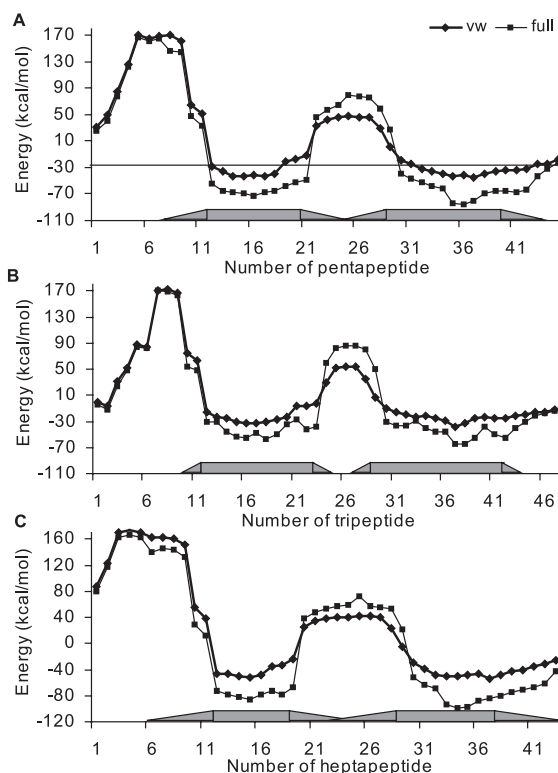 A
vw full
Energy (kcal/mol)
170
110
50
10
-30
-70
-110
1 6 11 16 21 26 31 36 41
Number of pentapeptide
B
Energy (kcal/mol)
170
130
90
50
10
-30
-70
-110
1 6 11 16 21 26 31 36 41 46
Number of tripeptide
C
Energy (kcal/mol)
160
120
80
40
0
-40
-80
-120
1 6 11 16 21 26 31 36 41
Number of heptapeptide